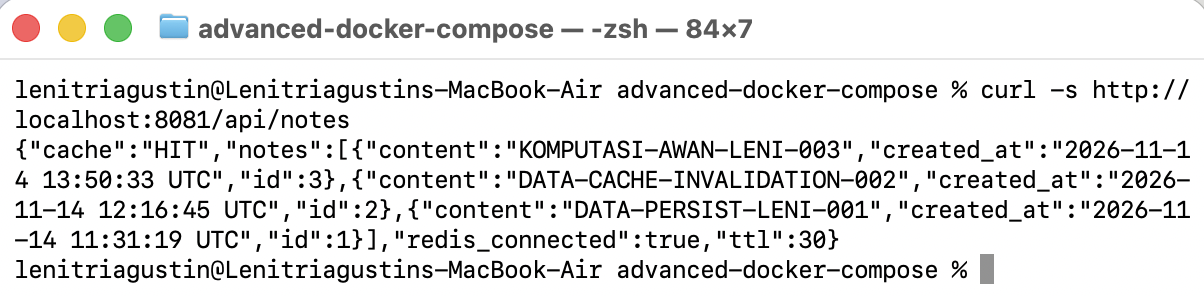 advanced-docker-compose — -zsh — 84×7
lenitriagustin@Lenitriagustins-MacBook-Air advanced-docker-compose % curl -s http://
localhost:8081/api/notes
{"cache":"HIT","notes":[{"content":"KOMPUTASI-AWAN-LENI-003","created_at":"2026-11-1
4 13:50:33 UTC","id":3},{"content":"DATA-CACHE-INVALIDATION-002","created_at":"2026-
11-14 12:16:45 UTC","id":2},{"content":"DATA-PERSIST-LENI-001","created_at":"2026-11
-14 11:31:19 UTC","id":1}],"redis_connected":true,"ttl":30}
lenitriagustin@Lenitriagustins-MacBook-Air advanced-docker-compose %